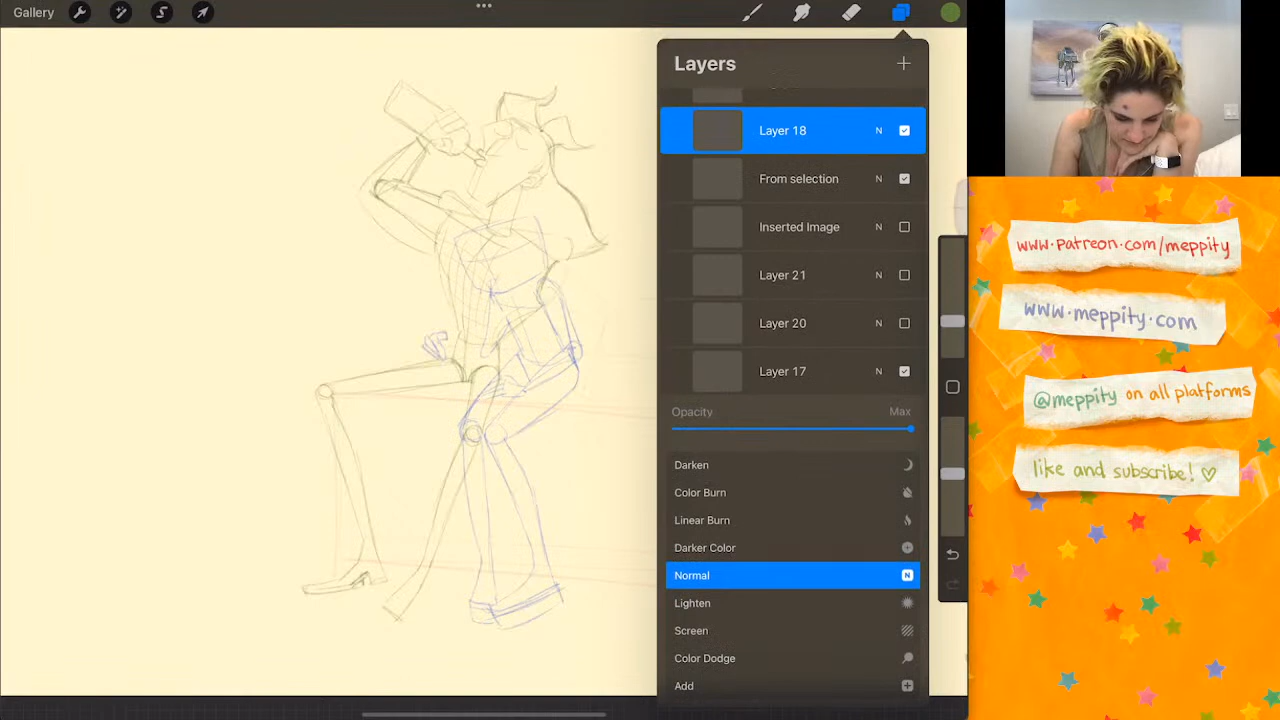 Gallery
Layers
Layer 18 N
From selection N
Inserted Image N
Layer 21 N
Layer 20 N
Layer 17 N
Opacity Max
Darken
Color Burn
Linear Burn
Darker Color
Normal N
Lighten
Screen
Color Dodge
Add
www.patreon.com/meppity
www.meppity.com
@meppity on all platforms
like and subscribe! ♡